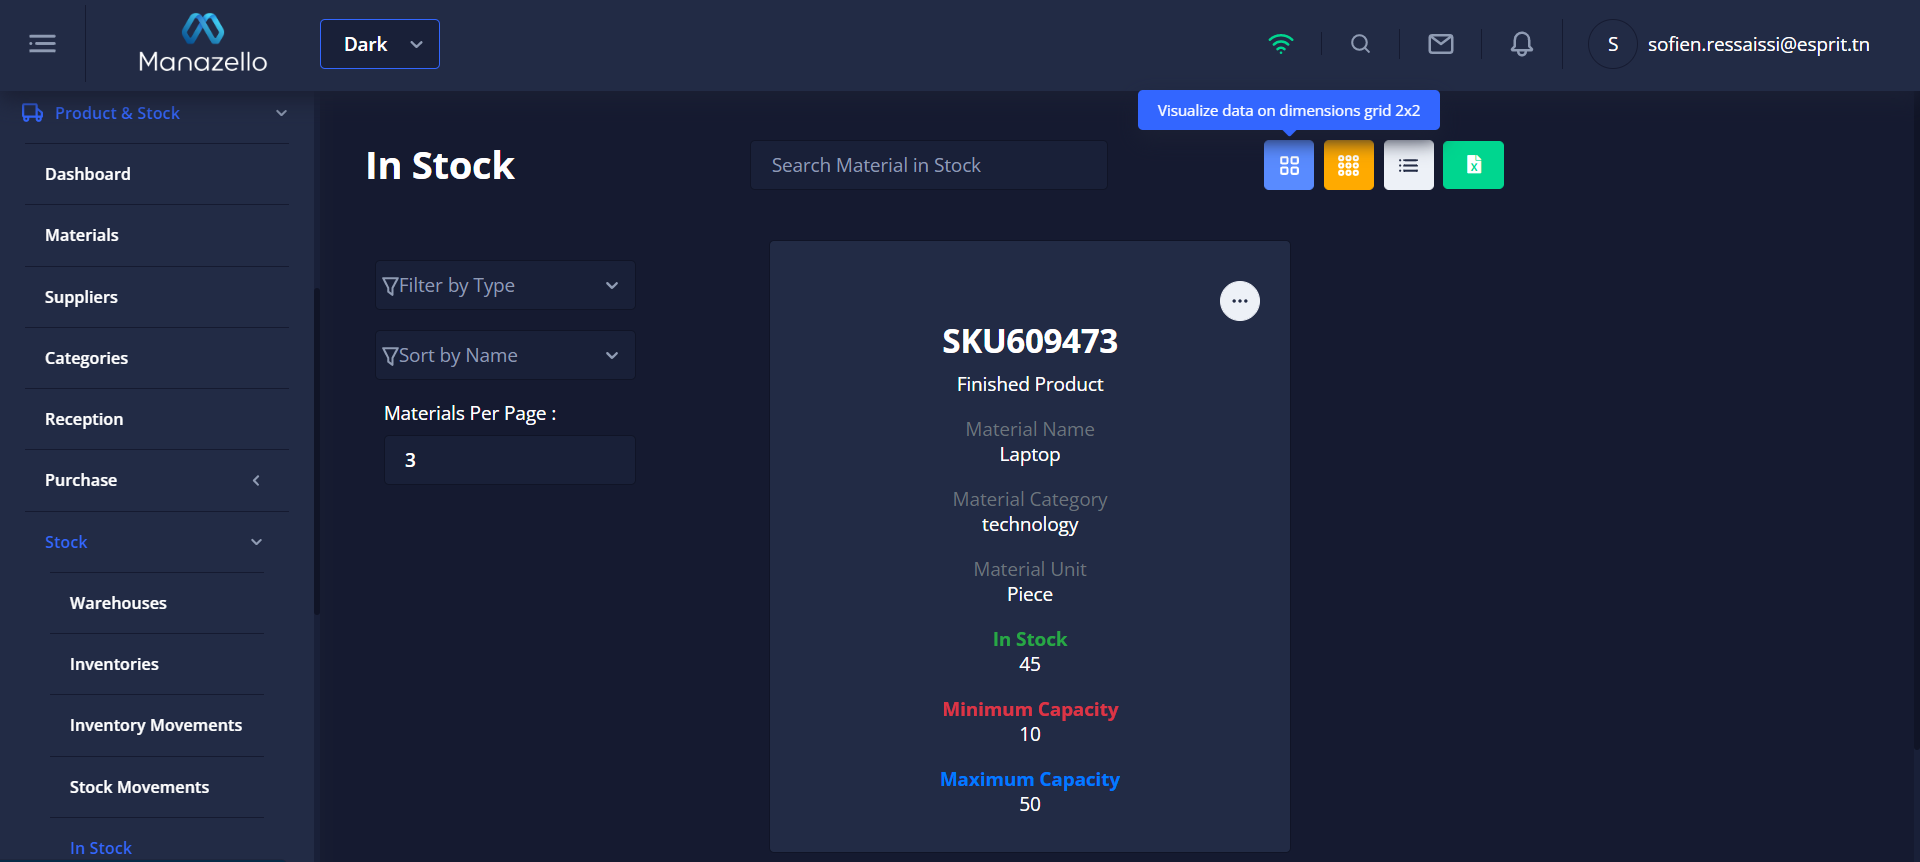 Manazello
Dark
S
sofien.ressaissi@esprit.tn
Product & Stock
Dashboard
Materials
Suppliers
Categories
Reception
Purchase
Stock
Warehouses
Inventories
Inventory Movements
Stock Movements
In Stock
Visualize data on dimensions grid 2x2
In Stock
Search Material in Stock
Filter by Type
Sort by Name
Materials Per Page :
3
SKU609473
Finished Product
Material Name
Laptop
Material Category
technology
Material Unit
Piece
In Stock
45
Minimum Capacity
10
Maximum Capacity
50